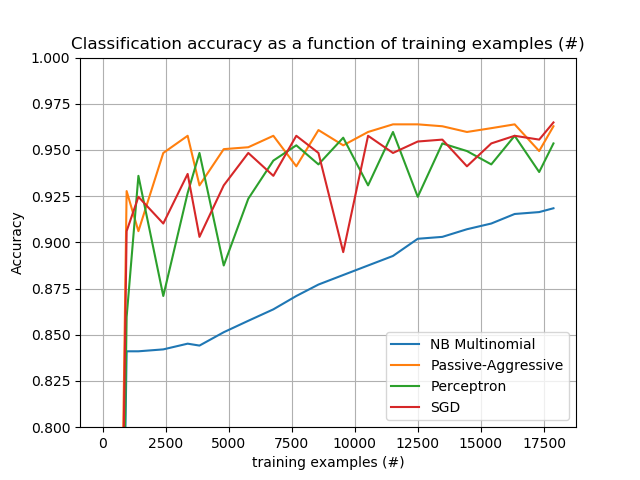 Classification accuracy as a function of training examples (#)
1.000
0.975
0.950
0.925
0.900
0.875
0.850
0.825
0.800
Accuracy
NB Multinomial
Passive-Aggressive
Perceptron
SGD
0 2500 5000 7500 10000 12500 15000 17500
training examples (#)